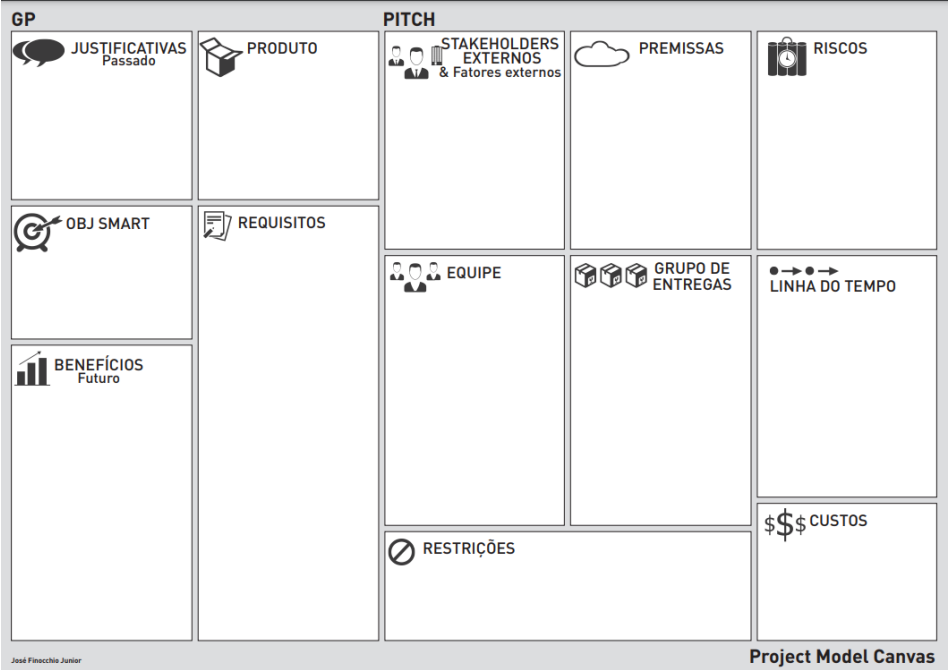 GP
PITCH
JUSTIFICATIVAS
Passado
PRODUTO
STAKEHOLDERS
EXTERNOS
& Fatores externos
PREMISSAS
RISCOS
OBJ SMART
REQUISITOS
EQUIPE
GRUPO DE
ENTREGAS
LINHA DO TEMPO
BENEFÍCIOS
Futuro
RESTRIÇÕES
$$$ CUSTOS
José Finocchio Junior
Project Model Canvas